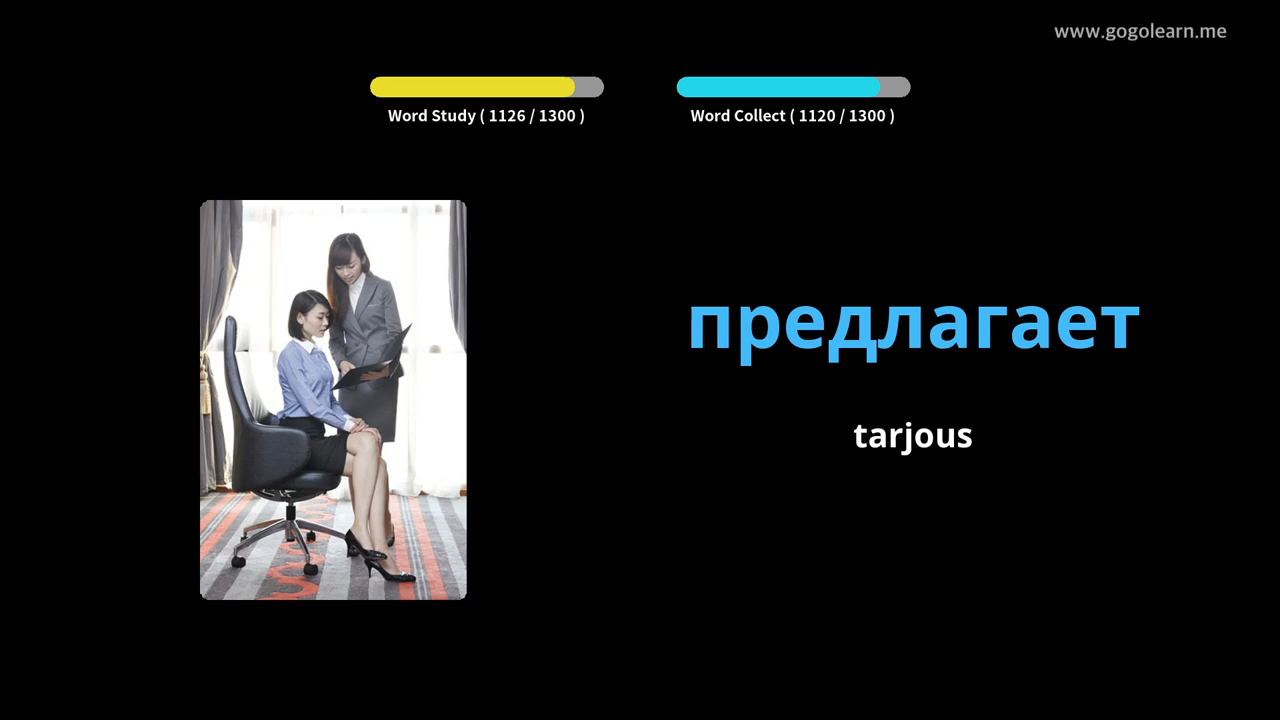 www.gogolearn.me
Word Study ( 1126 / 1300 )
Word Collect ( 1120 / 1300 )
предлагает
tarjous